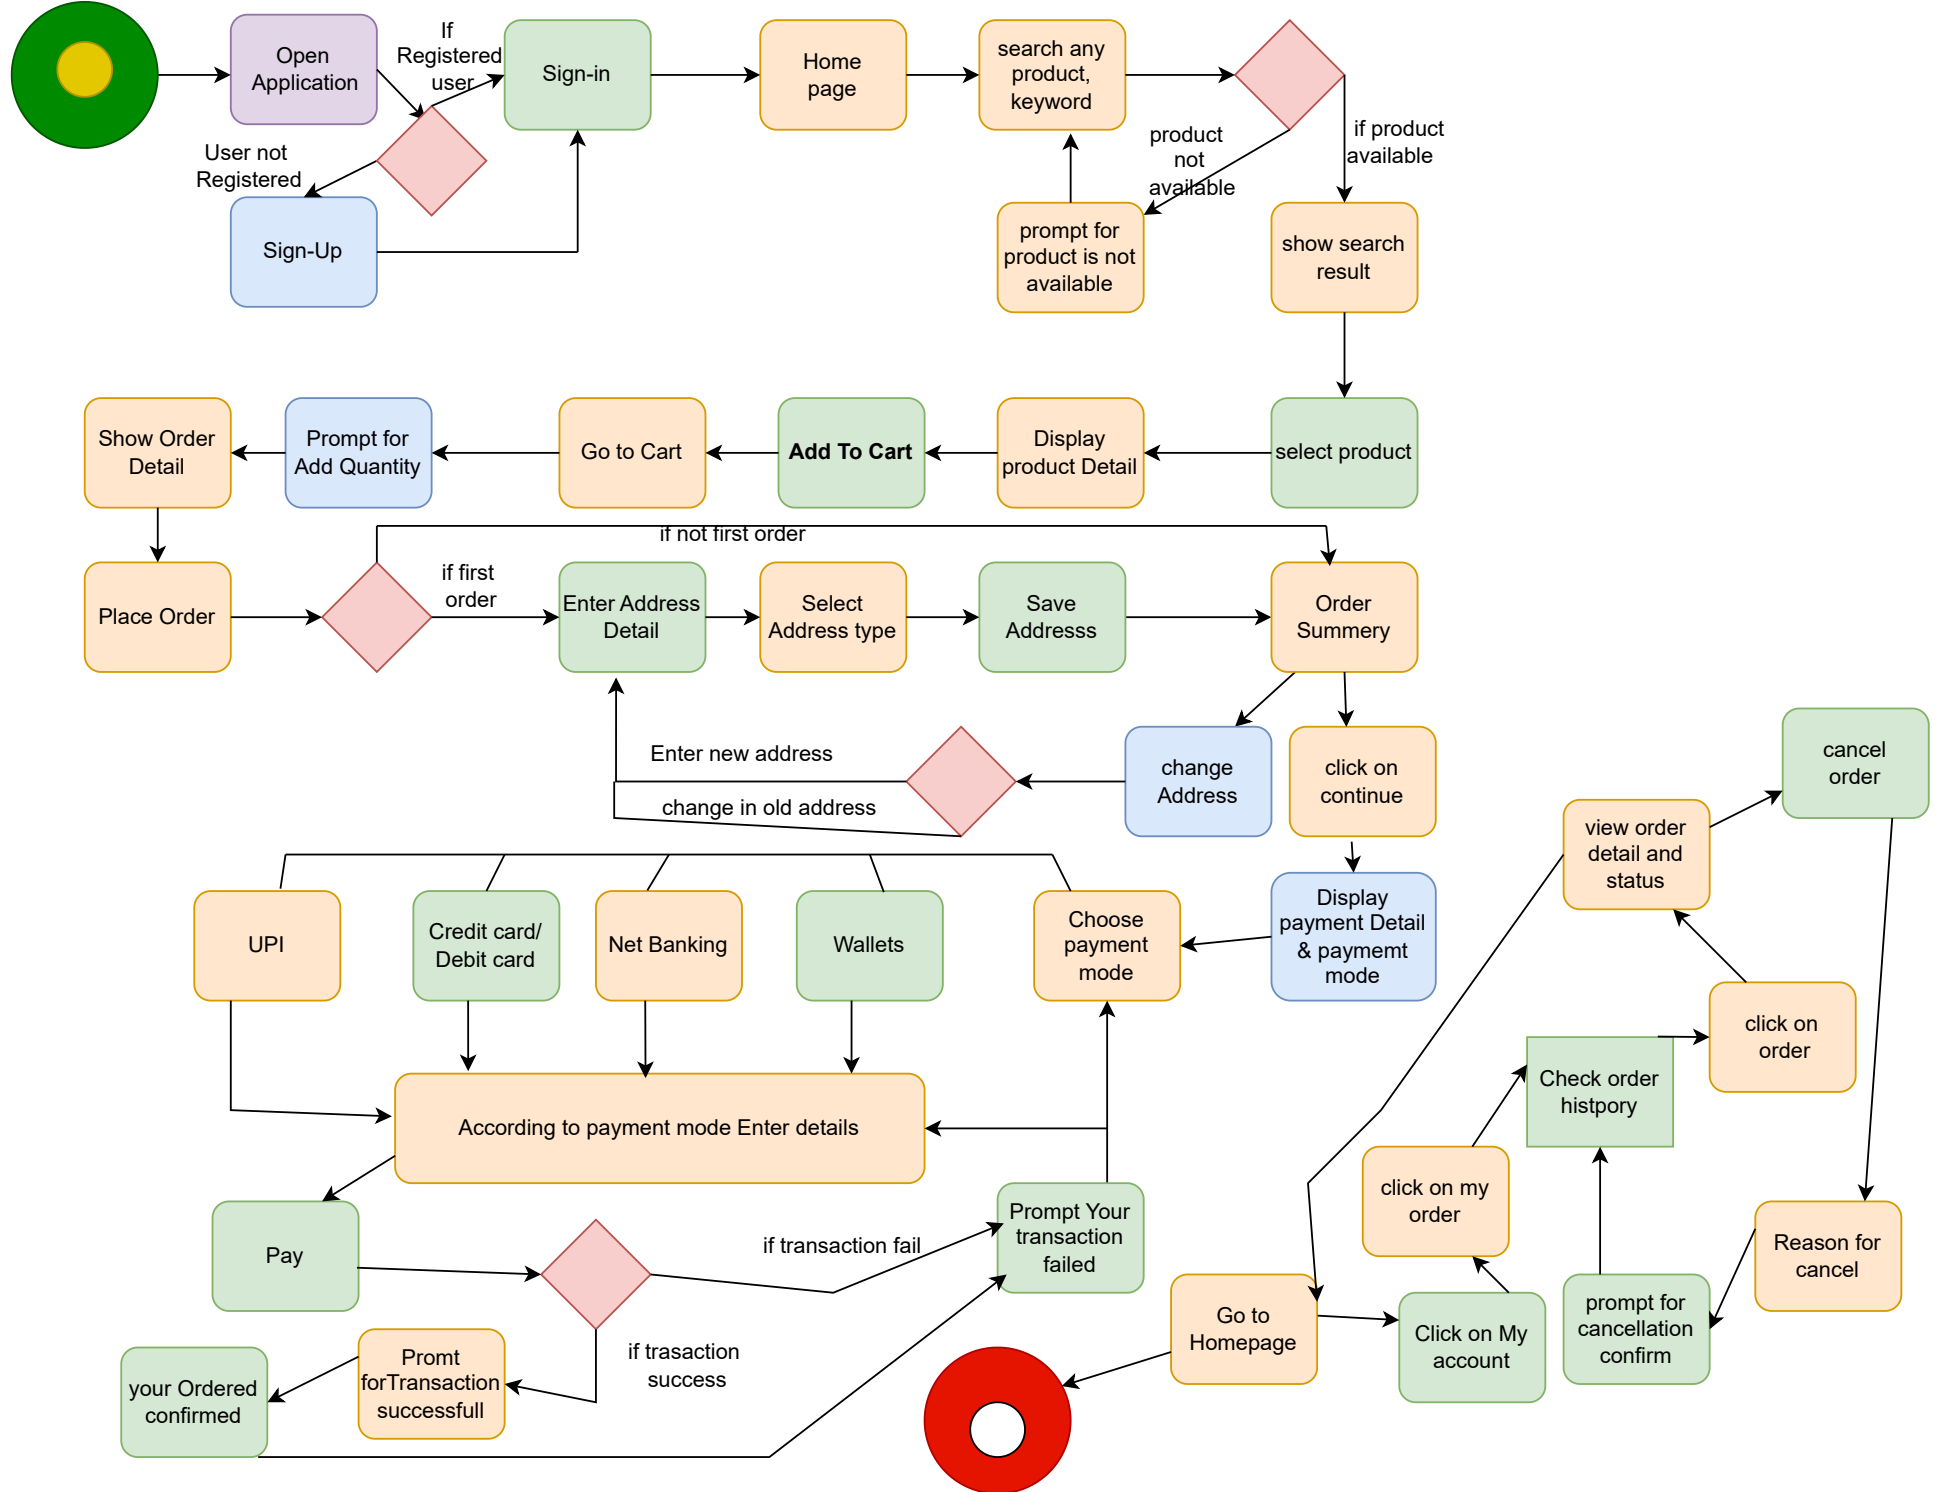 Open
Application
If
Registered
user
Sign-in
Home
page
search any
product,
keyword
User not
Registered
product
not
available
if product
available
Sign-Up
prompt for
product is not
available
show search
result
Show Order
Detail
Prompt for
Add Quantity
Go to Cart
Add To Cart
Display
product Detail
select product
if not first order
Place Order
if first
order
Enter Address
Detail
Select
Address type
Save
Addresss
Order
Summery
Enter new address
change in old address
change
Address
click on
continue
cancel
order
view order
detail and
status
UPI
Credit card/
Debit card
Net Banking
Wallets
Choose
payment
mode
Display
payment Detail
& paymemt
mode
click on
order
Check order
histpory
According to payment mode Enter details
click on my
order
Pay
if transaction fail
Prompt Your
transaction
failed
Reason for
cancel
Go to
Homepage
Click on My
account
prompt for
cancellation
confirm
if trasaction
success
Promt
forTransaction
successfull
your Ordered
confirmed